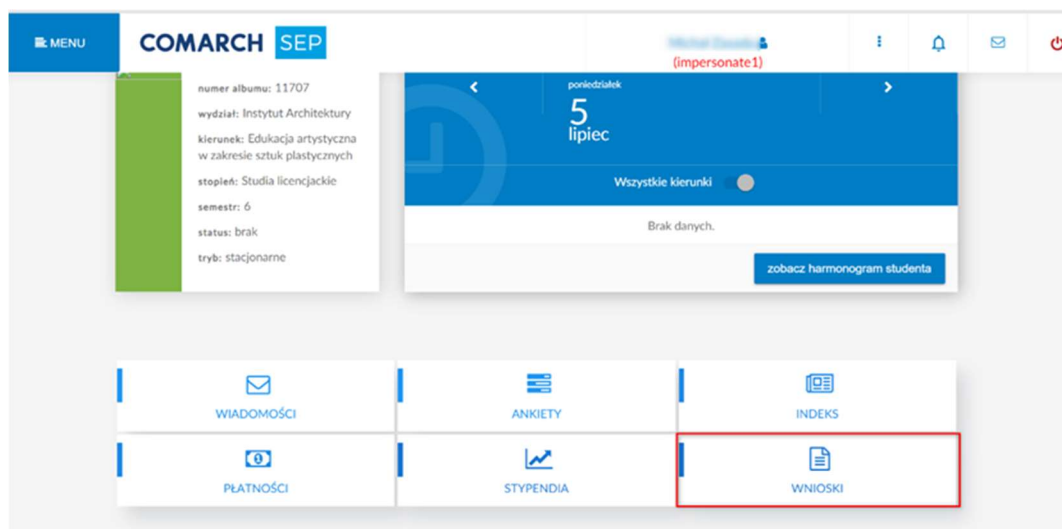 MENU
COMARCH SEP
(impersonate1)
numer albumu: 11707
wydział: Instytut Architektury
kierunek: Edukacja artystyczna
w zakresie sztuk plastycznych
stopień: Studia licencjackie
semestr: 6
status: brak
tryb: stacjonarne
poniedziałek
5
lipiec
Wszystkie kierunki
Brak danych.
zobacz harmonogram studenta
WIADOMOŚCI
ANKIETY
INDEKS
PŁATNOŚCI
STYPENDIA
WNIOSKI